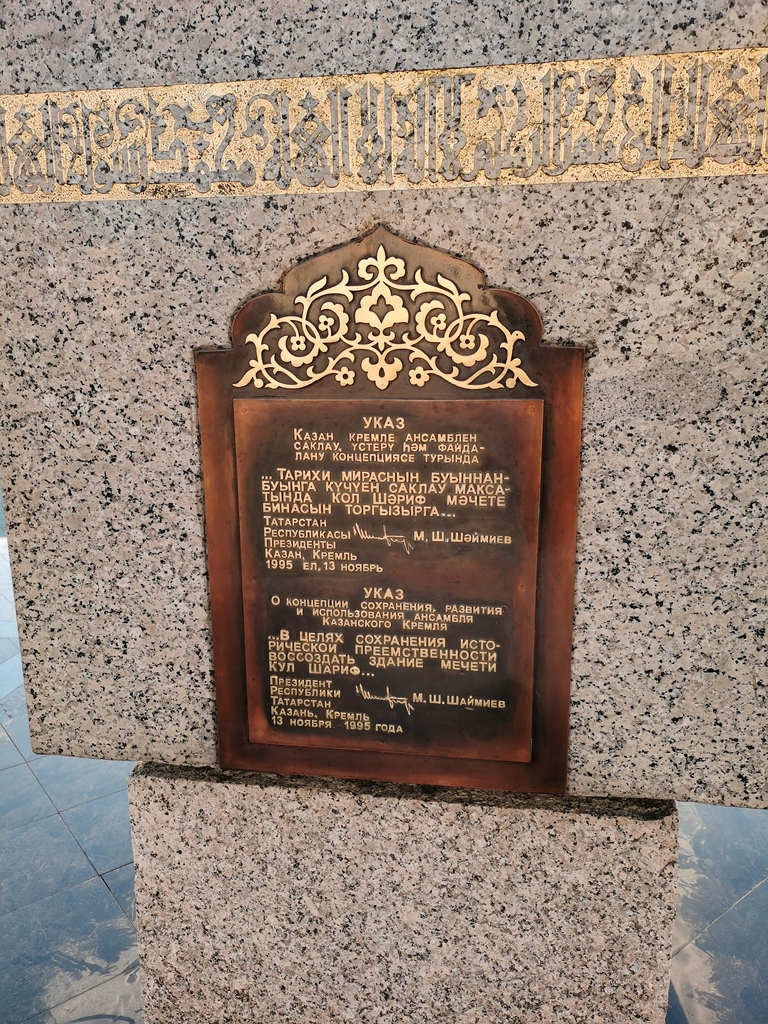 УКАЗ
КАЗАН КРЕМЛЕ АНСАМБЛЕН
САКЛАУ, ҮСТЕРҮ ҺӘМ ФАЙДА-
ЛАНУ КОНЦЕПЦИЯСЕ ТУРЫНДА
...ТАРИХИ МИРАСНЫҢ БУЫННАН-
БУЫНГА КҮЧҮЕН САКЛАУ МАКСА-
ТЫНДА КОЛ ШӘРИФ МӘЧЕТЕ
БИНАСЫН ТОРГЫЗЫРГА...
ТАТАРСТАН
РЕСПУБЛИКАСЫ М. Ш. ШӘЙМИЕВ
ПРЕЗИДЕНТЫ
КАЗАН, КРЕМЛЬ
1995 ЕЛ, 13 НОЯБРЬ
УКАЗ
О КОНЦЕПЦИИ СОХРАНЕНИЯ, РАЗВИТИЯ
И ИСПОЛЬЗОВАНИЯ АНСАМБЛЯ
КАЗАНСКОГО КРЕМЛЯ
...В ЦЕЛЯХ СОХРАНЕНИЯ ИСТО-
РИЧЕСКОЙ ПРЕЕМСТВЕННОСТИ
ВОССОЗДАТЬ ЗДАНИЕ МЕЧЕТИ
КУЛ ШАРИФ...
ПРЕЗИДЕНТ
РЕСПУБЛИКИ М. Ш. ШАЙМИЕВ
ТАТАРСТАН
КАЗАНЬ, КРЕМЛЬ
13 НОЯБРЯ 1995 ГОДА